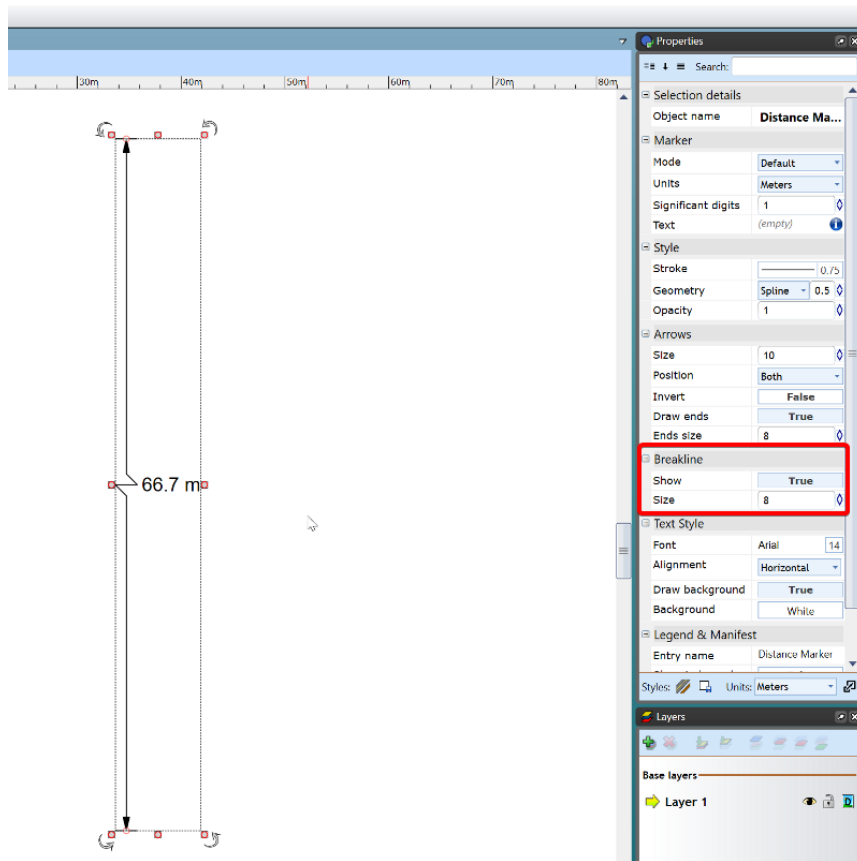 Properties
Search:
30m 40m 50m 60m 70m 80m
Selection details
Object name Distance Ma...
Marker
Mode Default
Units Meters
Significant digits 1
Text (empty)
Style
Stroke 0.75
Geometry Spline 0.5
Opacity 1
Arrows
Size 10
Position Both
Invert False
Draw ends True
Ends size 8
Breakline
Show True
Size 8
66.7 m
Text Style
Font Arial 14
Alignment Horizontal
Draw background True
Background White
Legend & Manifest
Entry name Distance Marker
Styles: Units: Meters
Layers
Base layers
Layer 1